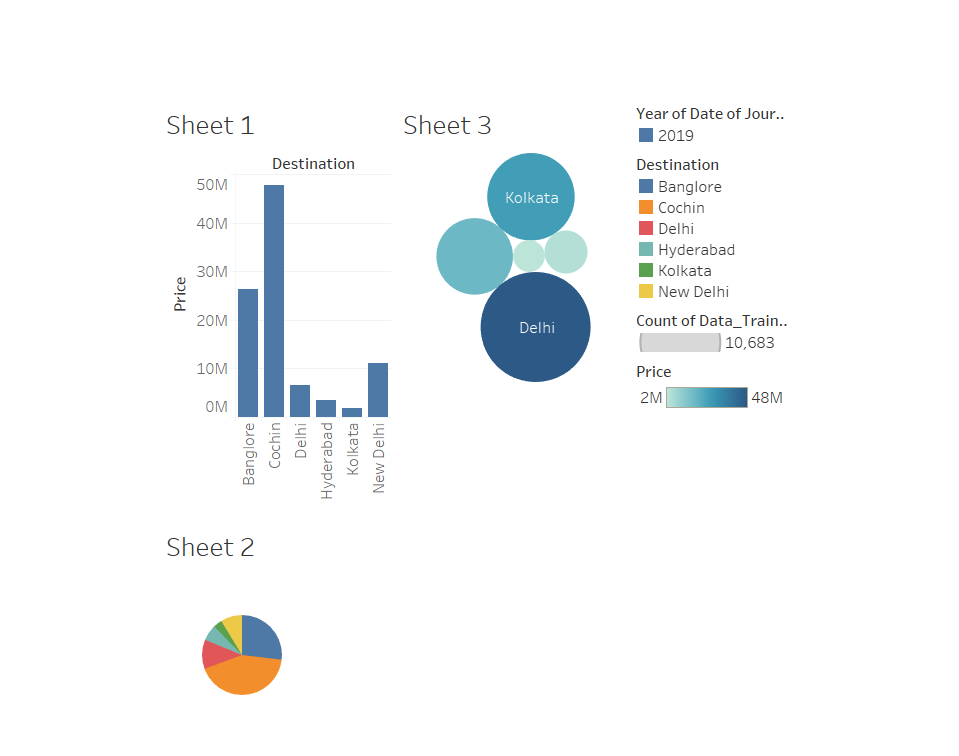 Sheet 1
Destination
Price
50M
40M
30M
20M
10M
0M
Banglore
Cochin
Delhi
Hyderabad
Kolkata
New Delhi
Sheet 3
Kolkata
Delhi
Year of Date of Jour..
2019
Destination
Banglore
Cochin
Delhi
Hyderabad
Kolkata
New Delhi
Count of Data_Train..
10,683
Price
2M 48M
Sheet 2